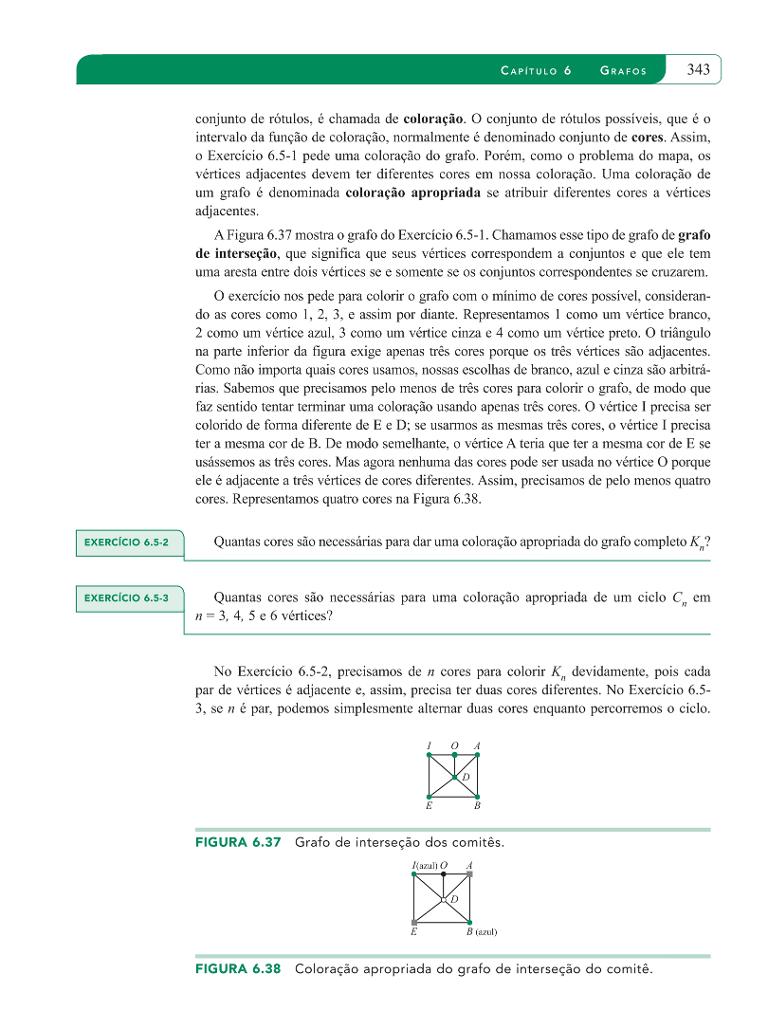 CAPÍTULO 6 GRAFOS 343
conjunto de rótulos, é chamada de coloração. O conjunto de rótulos possíveis, que é o
intervalo da função de coloração, normalmente é denominado conjunto de cores. Assim,
o Exercício 6.5-1 pede uma coloração do grafo. Porém, como o problema do mapa, os
vértices adjacentes devem ter diferentes cores em nossa coloração. Uma coloração de
um grafo é denominada coloração apropriada se atribuir diferentes cores a vértices
adjacentes.
A Figura 6.37 mostra o grafo do Exercício 6.5-1. Chamamos esse tipo de grafo de grafo
de interseção, que significa que seus vértices correspondem a conjuntos e que ele tem
uma aresta entre dois vértices se e somente se os conjuntos correspondentes se cruzarem.
O exercício nos pede para colorir o grafo com o mínimo de cores possível, consideran-
do as cores como 1, 2, 3, e assim por diante. Representamos 1 como um vértice branco,
2 como um vértice azul, 3 como um vértice cinza e 4 como um vértice preto. O triângulo
na parte inferior da figura exige apenas três cores porque os três vértices são adjacentes.
Como não importa quais cores usamos, nossas escolhas de branco, azul e cinza são arbitrá-
rias. Sabemos que precisamos pelo menos de três cores para colorir o grafo, de modo que
faz sentido tentar terminar uma coloração usando apenas três cores. O vértice I precisa ser
colorido de forma diferente de E e D; se usarmos as mesmas três cores, o vértice I precisa
ter a mesma cor de B. De modo semelhante, o vértice A teria que ter a mesma cor de E se
usássemos as três cores. Mas agora nenhuma das cores pode ser usada no vértice O porque
ele é adjacente a três vértices de cores diferentes. Assim, precisamos de pelo menos quatro
cores. Representamos quatro cores na Figura 6.38.
EXERCÍCIO 6.5-2 Quantas cores são necessárias para dar uma coloração apropriada do grafo completo Kn?
EXERCÍCIO 6.5-3 Quantas cores são necessárias para uma coloração apropriada de um ciclo Cn em
n = 3, 4, 5 e 6 vértices?
No Exercício 6.5-2, precisamos de n cores para colorir Kn devidamente, pois cada
par de vértices é adjacente e, assim, precisa ter duas cores diferentes. No Exercício 6.5-
3, se n é par, podemos simplesmente alternar duas cores enquanto percorremos o ciclo.
I O A
D
E B
FIGURA 6.37 Grafo de interseção dos comitês.
I(azul) O A
D
E B (azul)
FIGURA 6.38 Coloração apropriada do grafo de interseção do comitê.